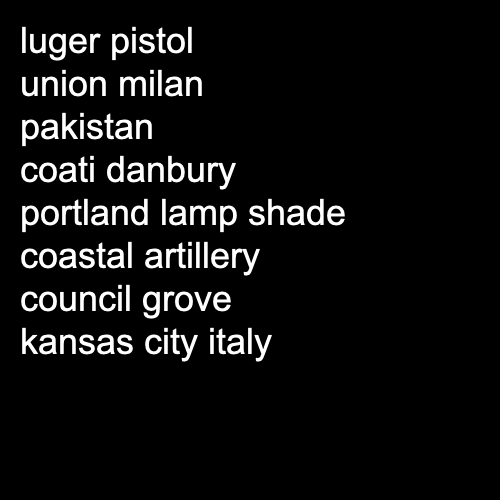 luger pistol
union milan
pakistan
coati danbury
portland lamp shade
coastal artillery
council grove
kansas city italy